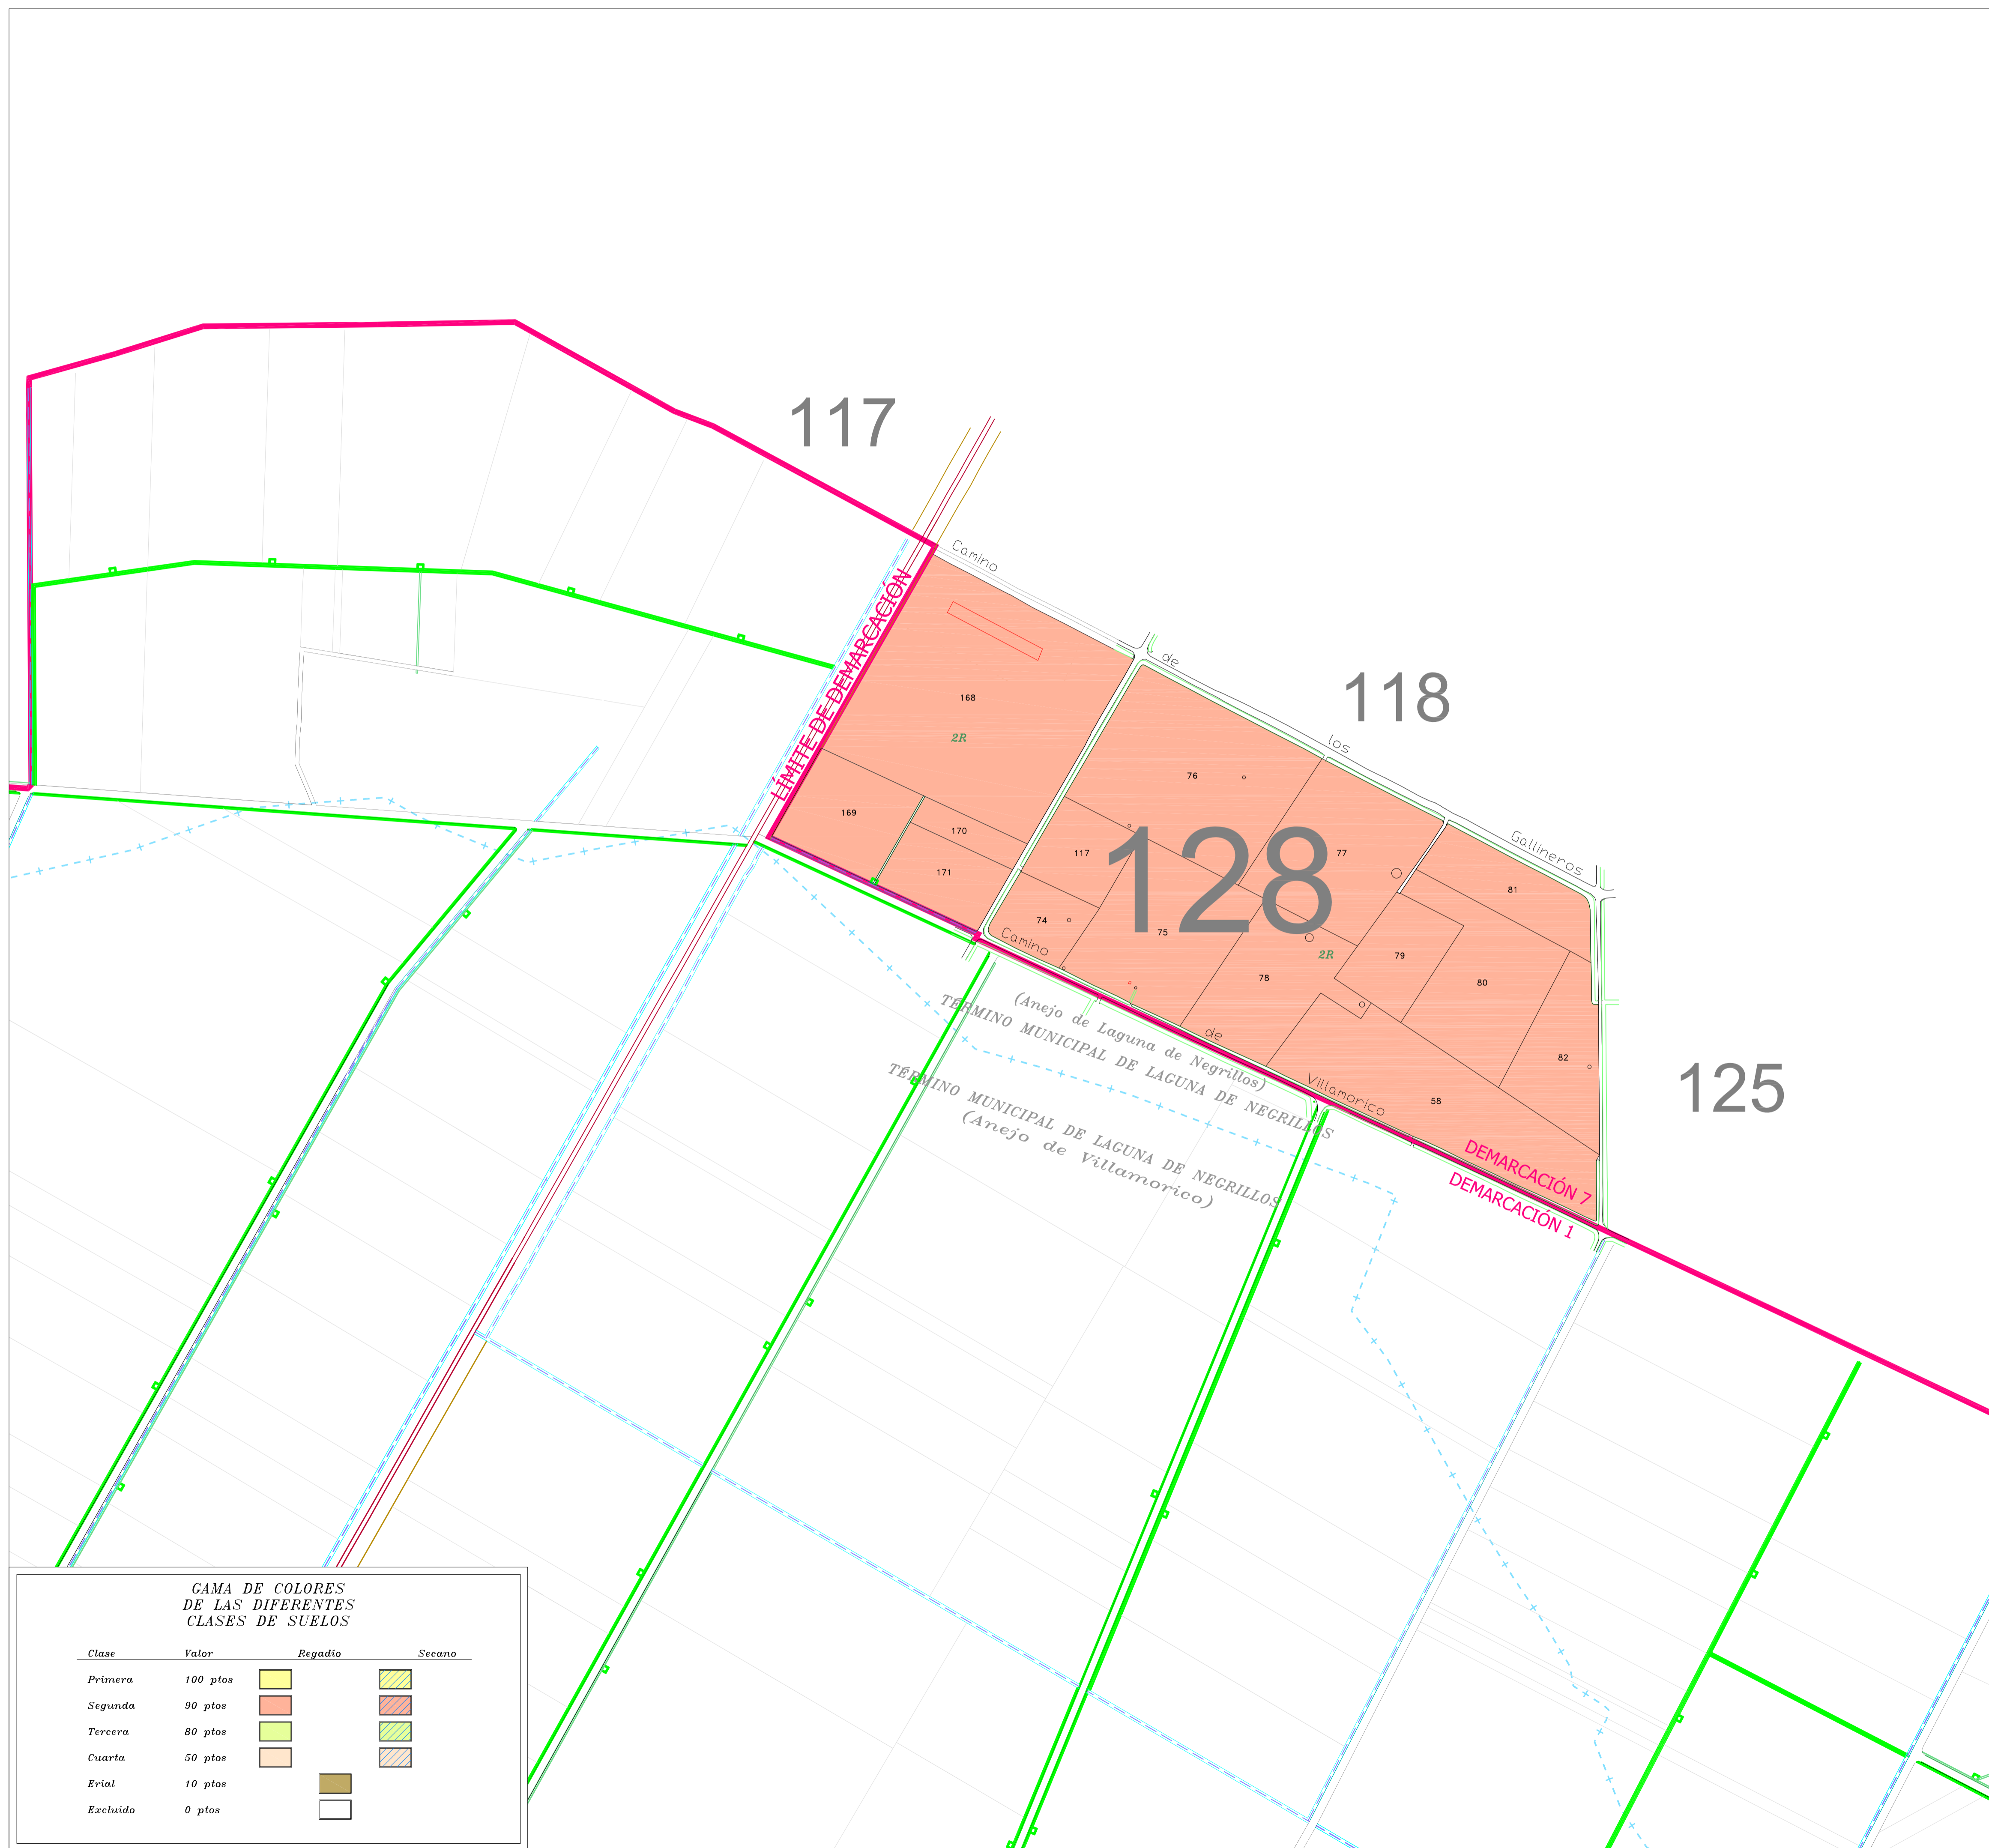 117
Camino
de
118
los
Gallineros
LÍMITE DE DEMARCACIÓN
168
2R
76
169
170
171
117
77
128
81
74
75
78
2R
79
80
82
58
Camino
de
Villamorico
125
(Anejo de Laguna de Negrillos)
TÉRMINO MUNICIPAL DE LAGUNA DE NEGRILLOS
TÉRMINO MUNICIPAL DE LAGUNA DE NEGRILLOS
(Anejo de Villamorico)
DEMARCACIÓN 7
DEMARCACIÓN 1
GAMA DE COLORES
DE LAS DIFERENTES
CLASES DE SUELOS
Clase Valor Regadío Secano
Primera 100 ptos
Segunda 90 ptos
Tercera 80 ptos
Cuarta 50 ptos
Erial 10 ptos
Excluido 0 ptos